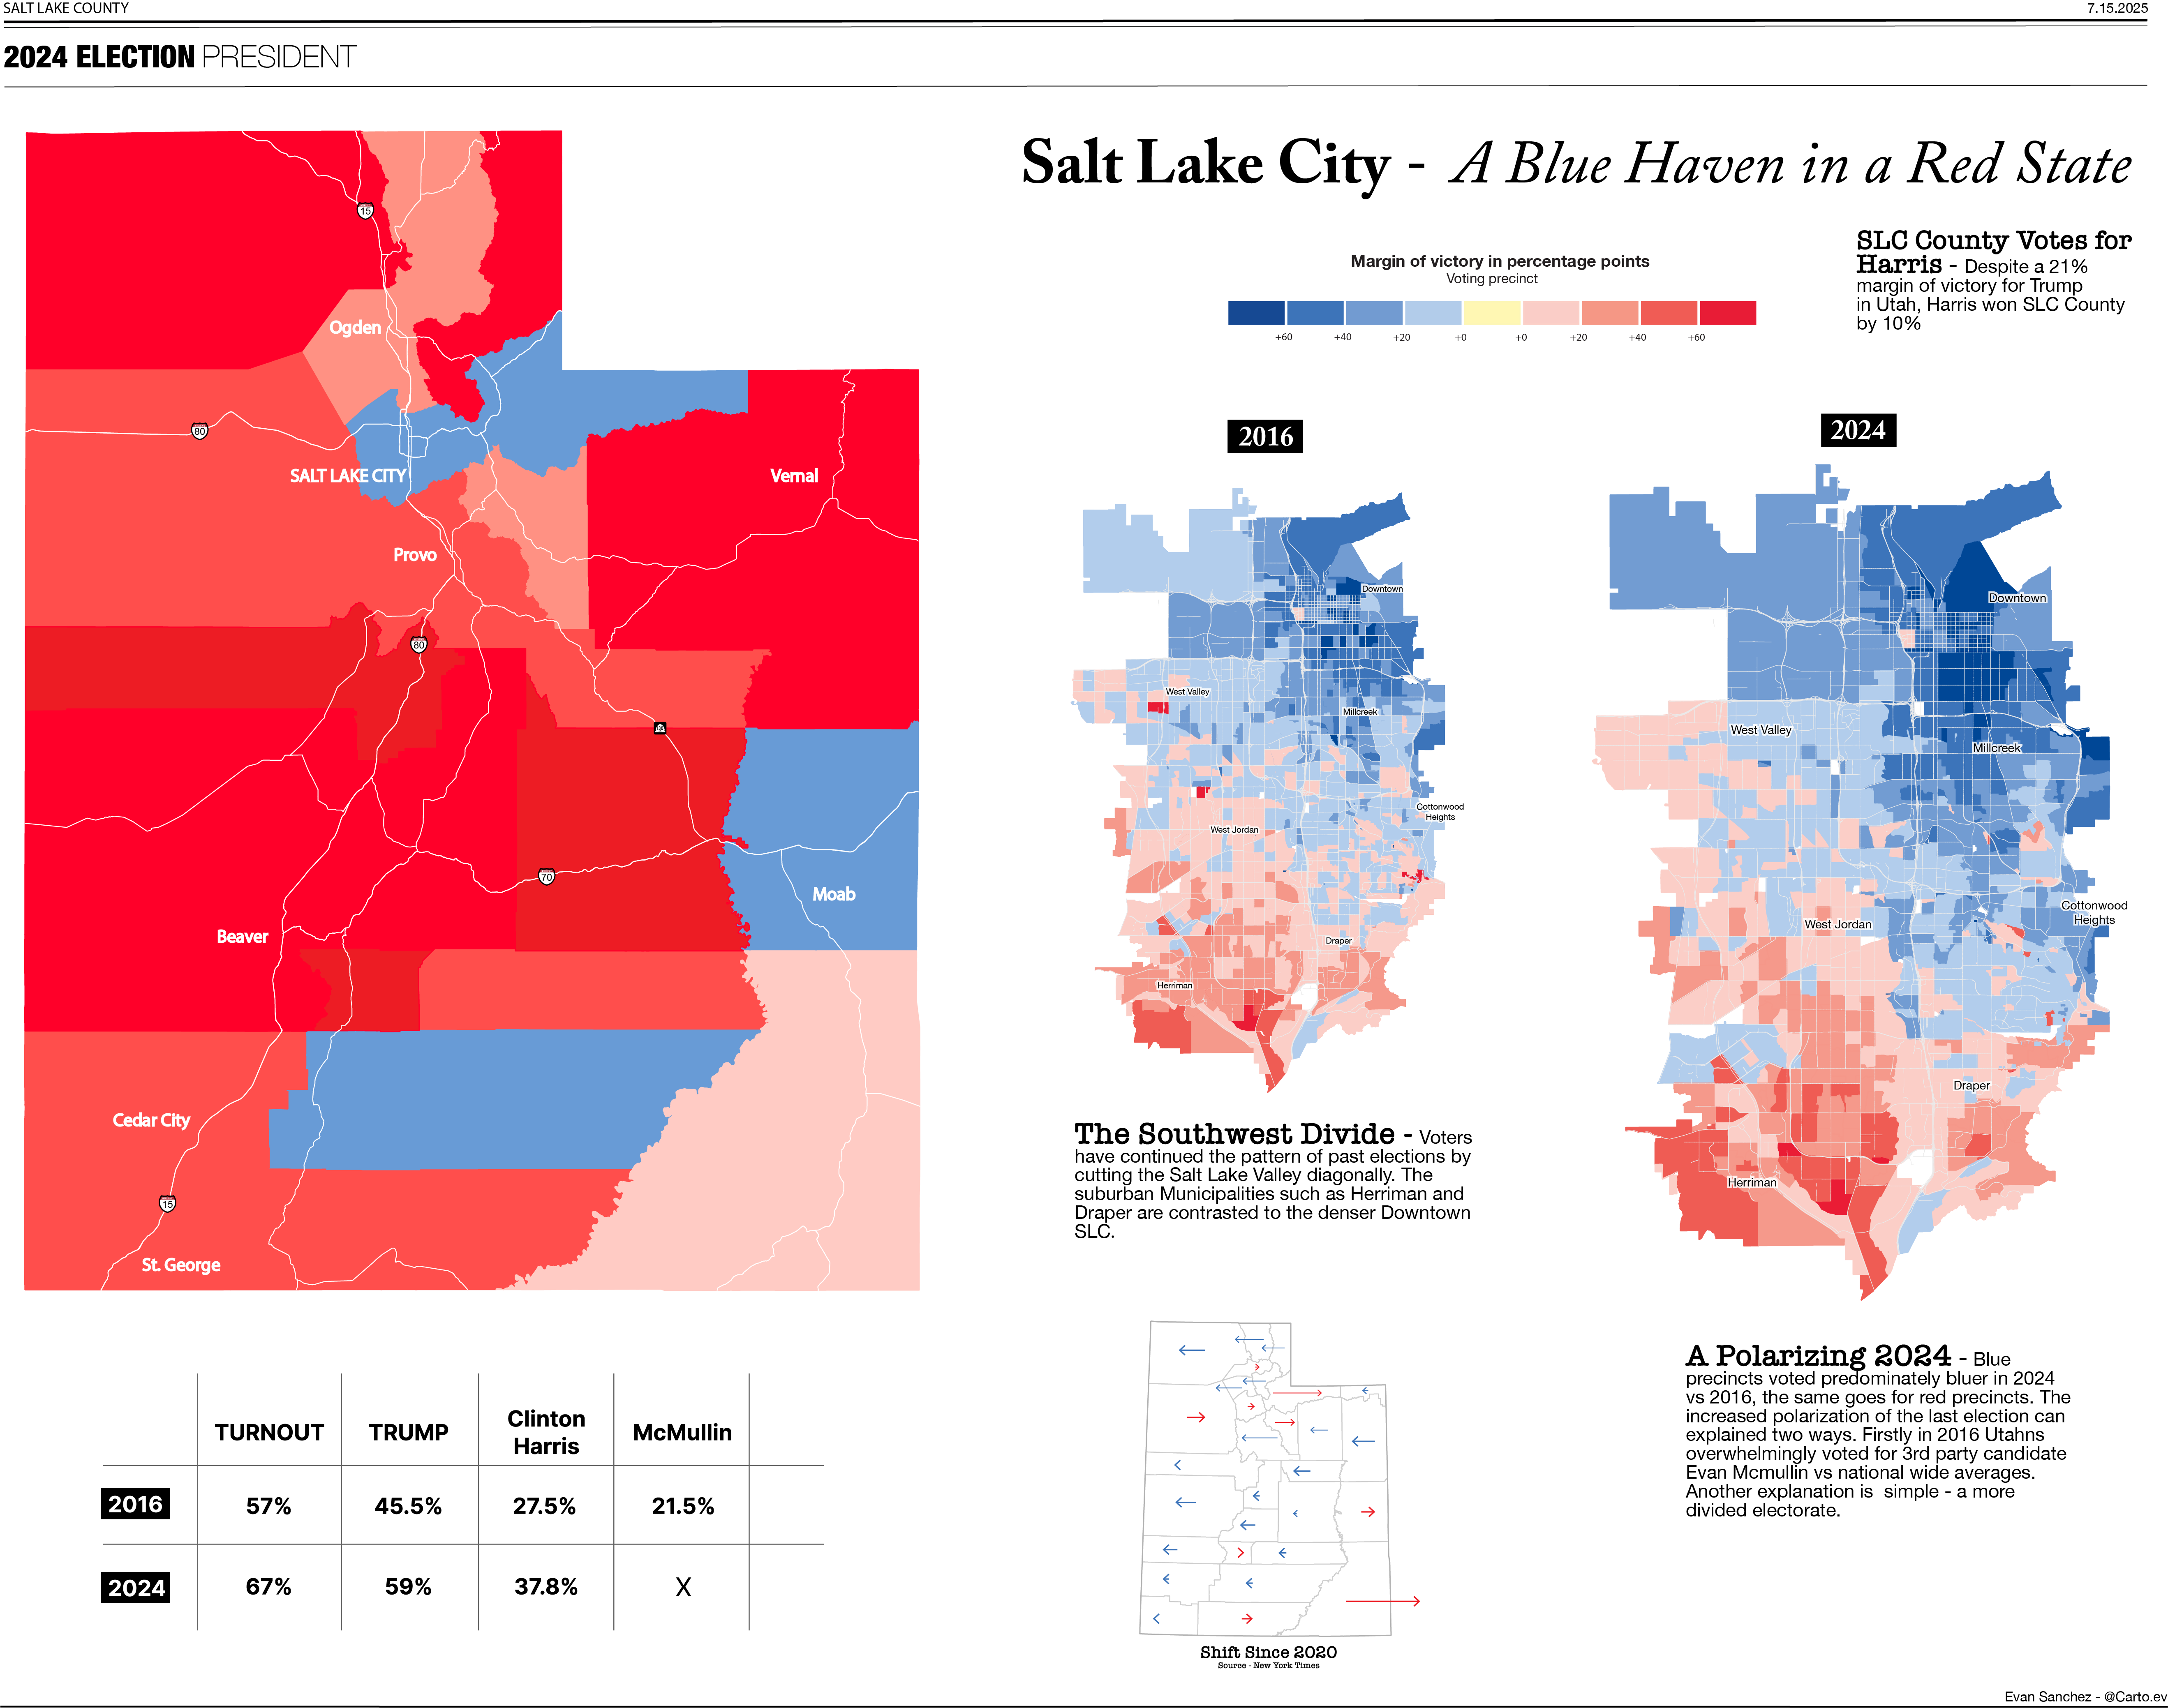 SALT LAKE COUNTY
7.15.2025
2024 ELECTION PRESIDENT
Salt Lake City - A Blue Haven in a Red State
Margin of victory in percentage points
Voting precinct
+60 +40 +20 +0 +0 +20 +40 +60
SLC County Votes for
Harris - Despite a 21%
margin of victory for Trump
in Utah, Harris won SLC County
by 10%
15
Ogden
80
SALT LAKE CITY
Vernal
Provo
80
70
Moab
Beaver
Cedar City
15
St. George
2016
Downtown
West Valley
Millcreek
Cottonwood
Heights
West Jordan
Draper
Herriman
2024
Downtown
West Valley
Millcreek
Cottonwood
Heights
West Jordan
Draper
Herriman
The Southwest Divide - Voters
have continued the pattern of past elections by
cutting the Salt Lake Valley diagonally. The
suburban Municipalities such as Herriman and
Draper are contrasted to the denser Downtown
SLC.
A Polarizing 2024 - Blue
precincts voted predominately bluer in 2024
vs 2016, the same goes for red precincts. The
increased polarization of the last election can
explained two ways. Firstly in 2016 Utahns
overwhelmingly voted for 3rd party candidate
Evan Mcmullin vs national wide averages.
Another explanation is simple - a more
divided electorate.
TURNOUT TRUMP Clinton
Harris McMullin
2016 57% 45.5% 27.5% 21.5%
2024 67% 59% 37.8% X
Shift Since 2020
Source - New York Times
Evan Sanchez - @Carto.ev